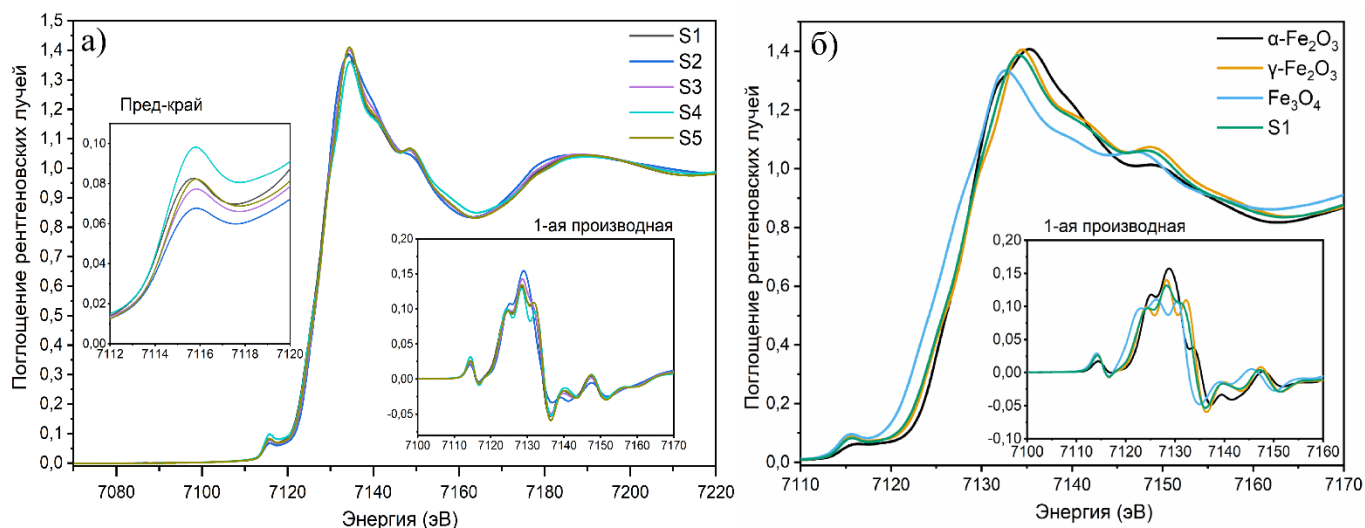 а)
Поглощение рентгеновских лучей
1,5
1,4
1,3
1,2
1,1
1,0
0,9
0,8
0,7
0,6
0,5
0,4
0,3
0,2
0,1
0,0
S1
S2
S3
S4
S5
Пред-край
0,10
0,08
0,06
0,04
0,02
0,00
7112 7114 7116 7118 7120
1-ая производная
0,20
0,15
0,10
0,05
0,00
-0,05
7100 7110 7120 7130 7140 7150 7160 7170
7080 7100 7120 7140 7160 7180 7200 7220
Энергия (эВ)
б)
Поглощение рентгеновских лучей
1,4
1,2
1,0
0,8
0,6
0,4
0,2
0,0
α-Fe₂O₃
γ-Fe₂O₃
Fe₃O₄
S1
1-ая производная
0,20
0,15
0,10
0,05
0,00
-0,05
-0,10
7100 7110 7120 7130 7140 7150 7160
7110 7120 7130 7140 7150 7160 7170
Энергия (эВ)